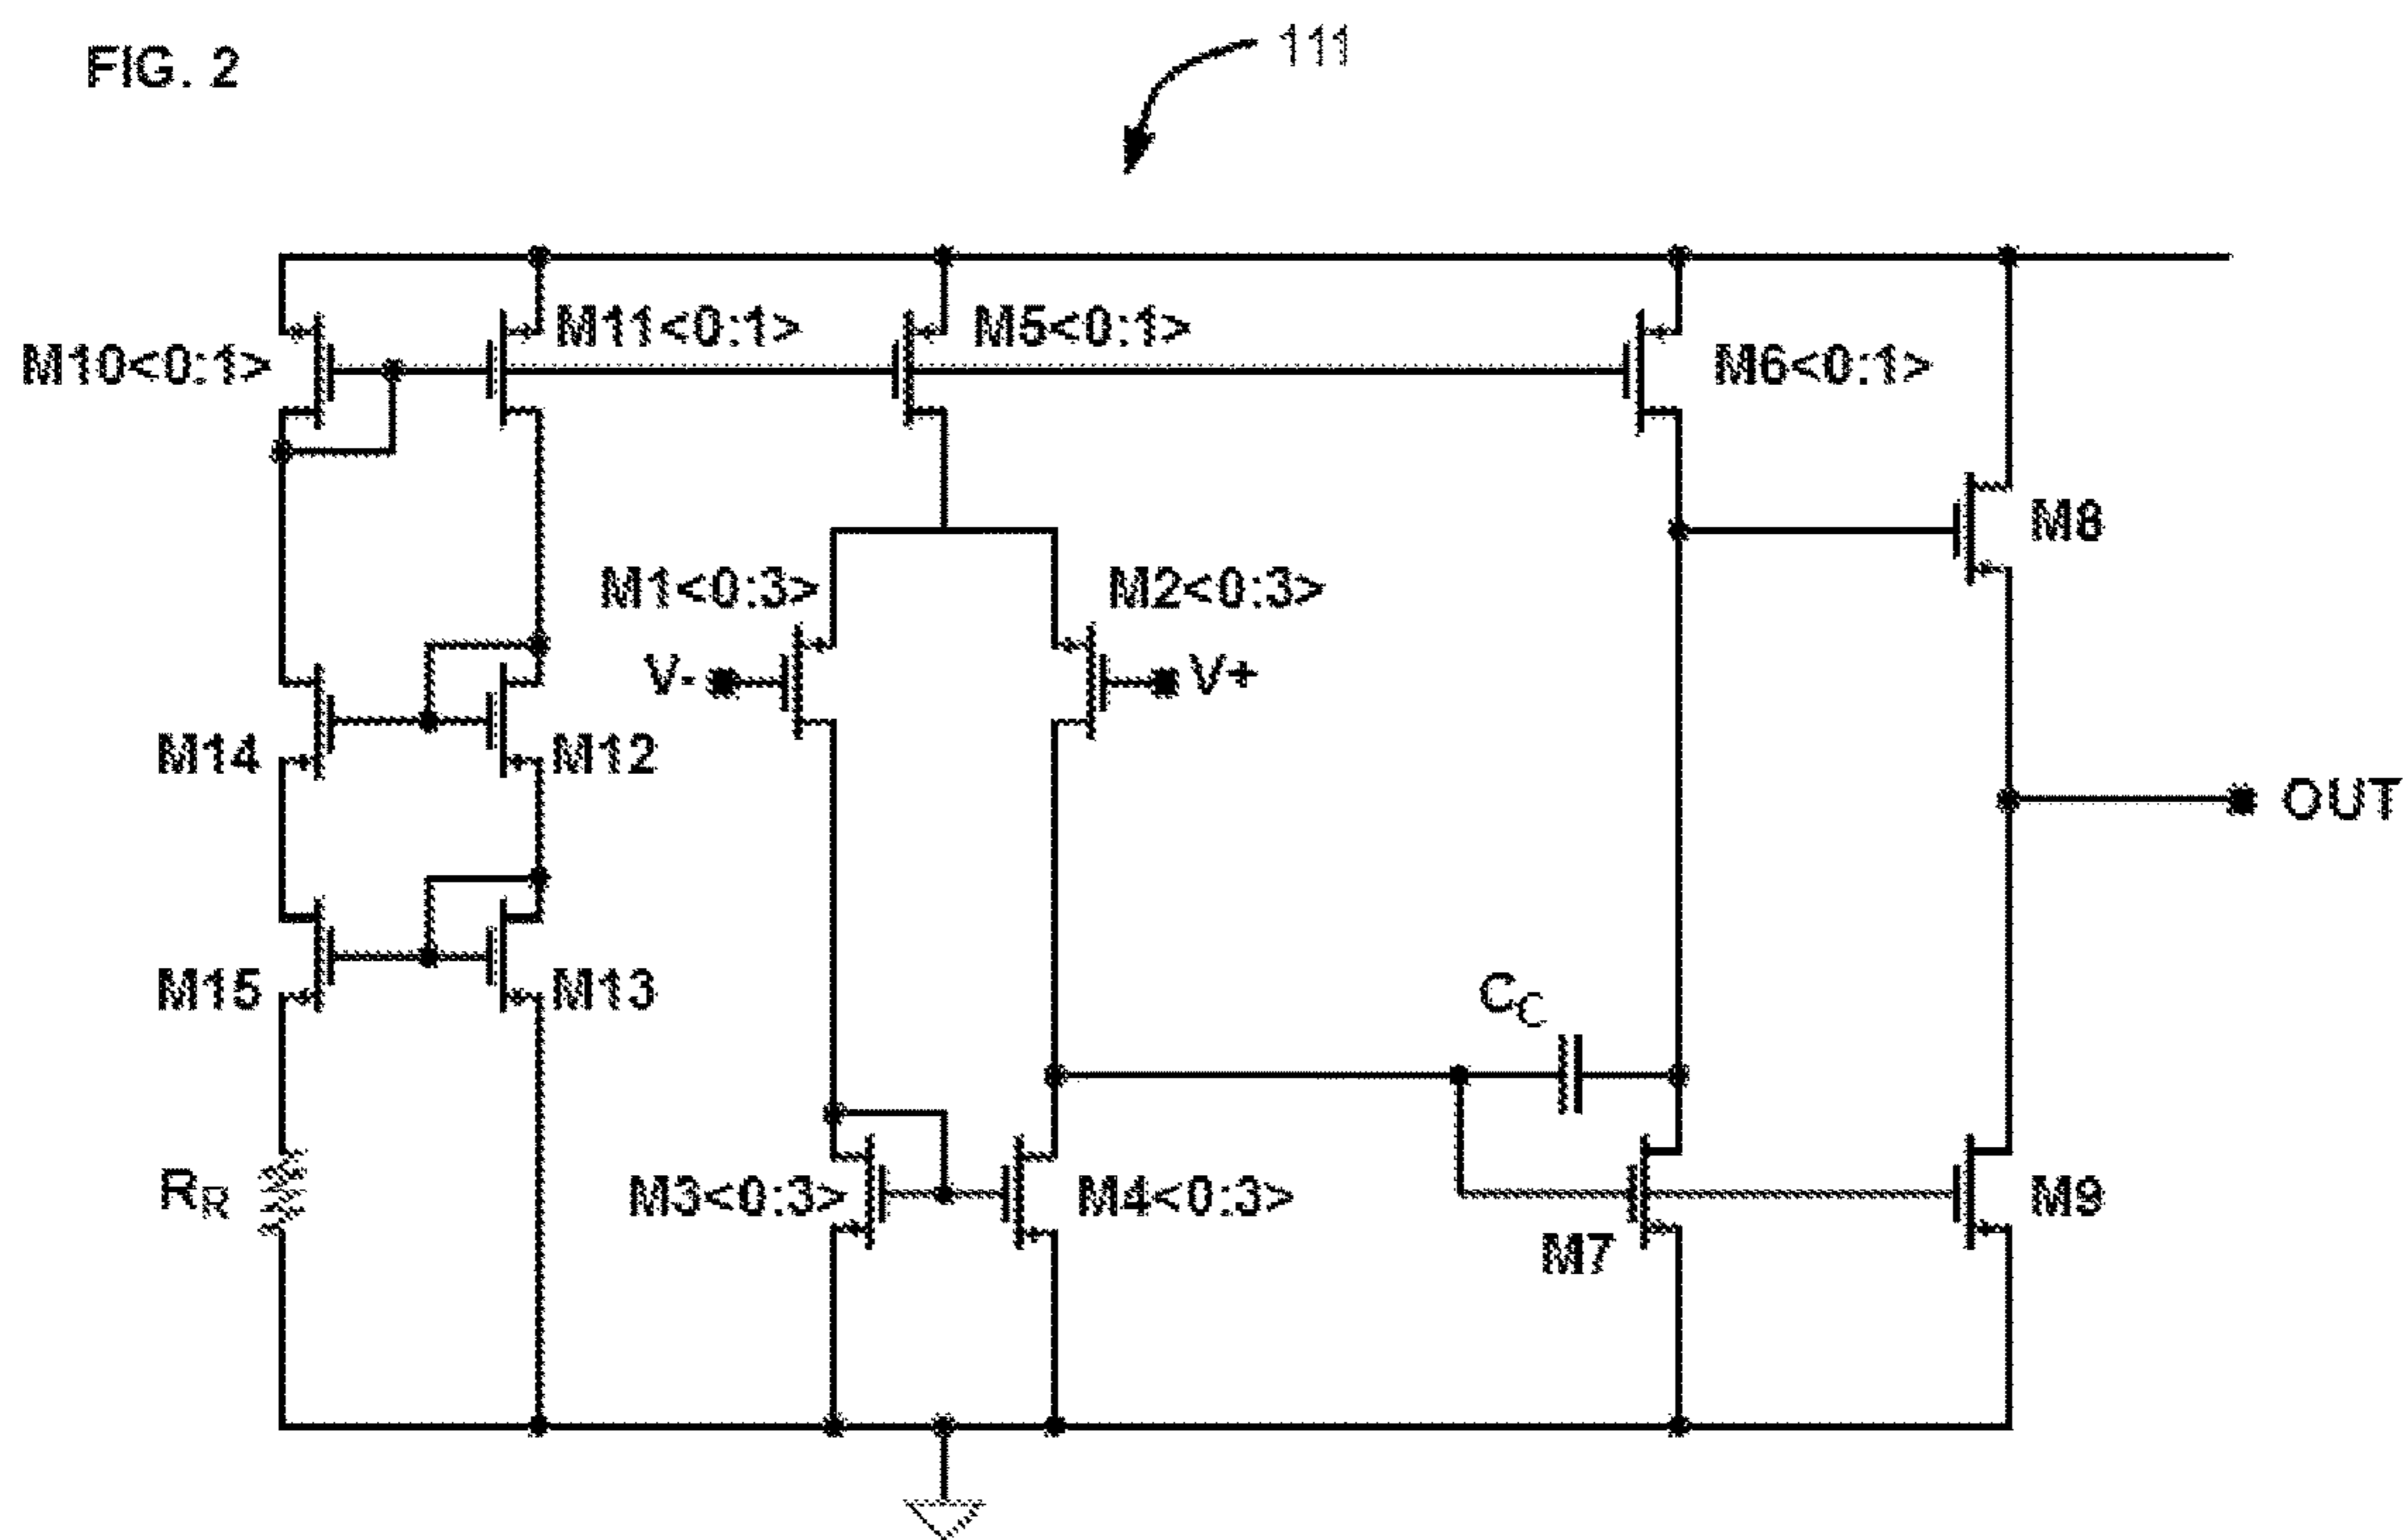 FIG. 2
111
M10<0:1>
M11<0:1>
M5<0:1>
M6<0:1>
M8
M1<0:3>
M2<0:3>
V-
V+
M14
M12
OUT
M15
M13
CC
RR
M3<0:3>
M4<0:3>
M7
M9